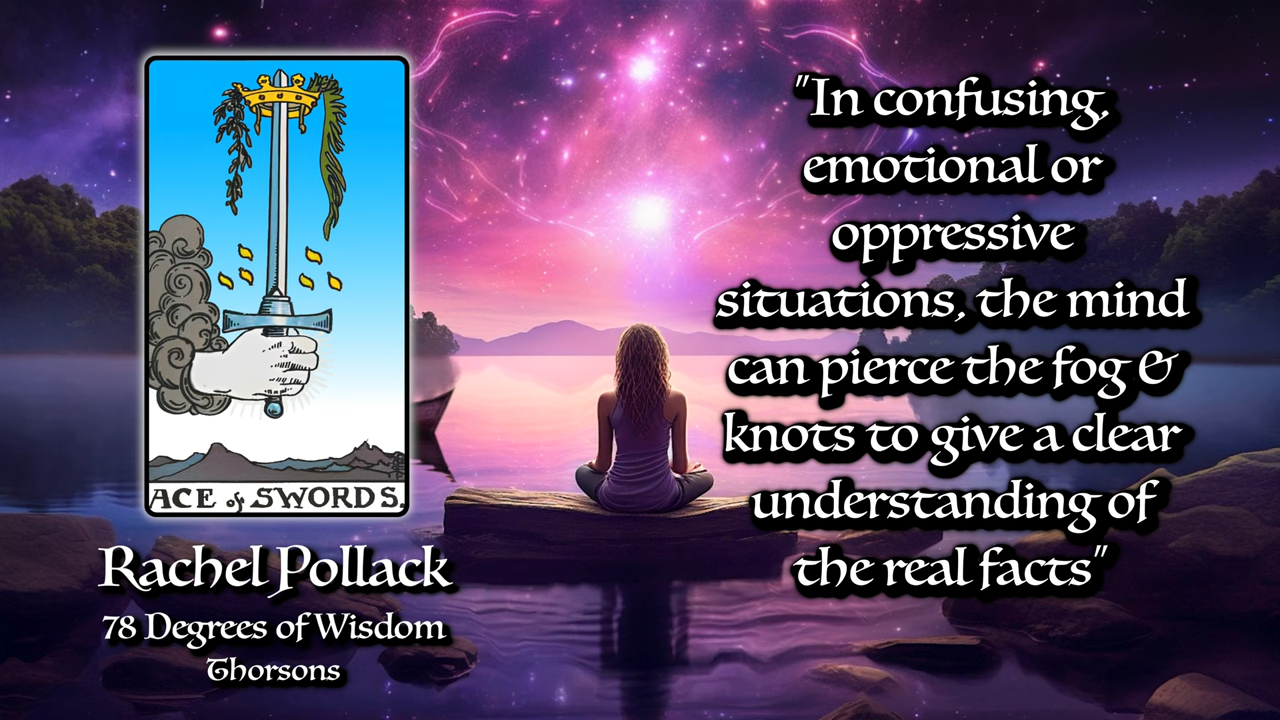 ACE of SWORDS.
Rachel Pollack
78 Degrees of Wisdom
Thorsons
"In confusing,
emotional or
oppressive
situations, the mind
can pierce the fog &
knots to give a clear
understanding of
the real facts"